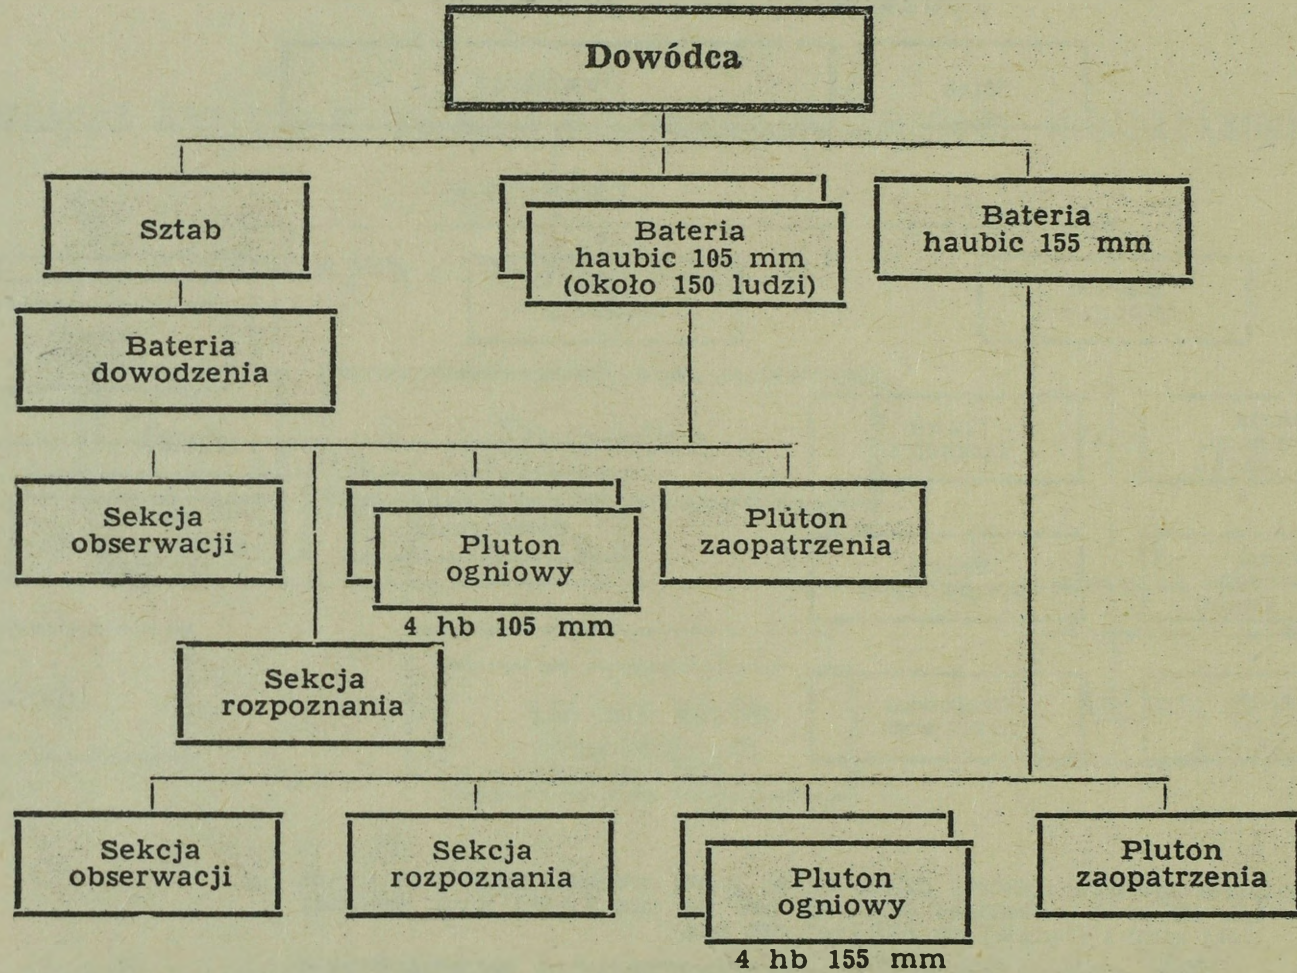 Dowódca
Sztab
Bateria
haubic 105 mm
(około 150 ludzi)
Bateria
haubic 155 mm
Bateria
dowodzenia
Sekcja
obserwacji
Pluton
ogniowy
4 hb 105 mm
Pluton
zaopatrzenia
Sekcja
rozpoznania
Sekcja
obserwacji
Sekcja
rozpoznania
Pluton
ogniowy
4 hb 155 mm
Pluton
zaopatrzenia